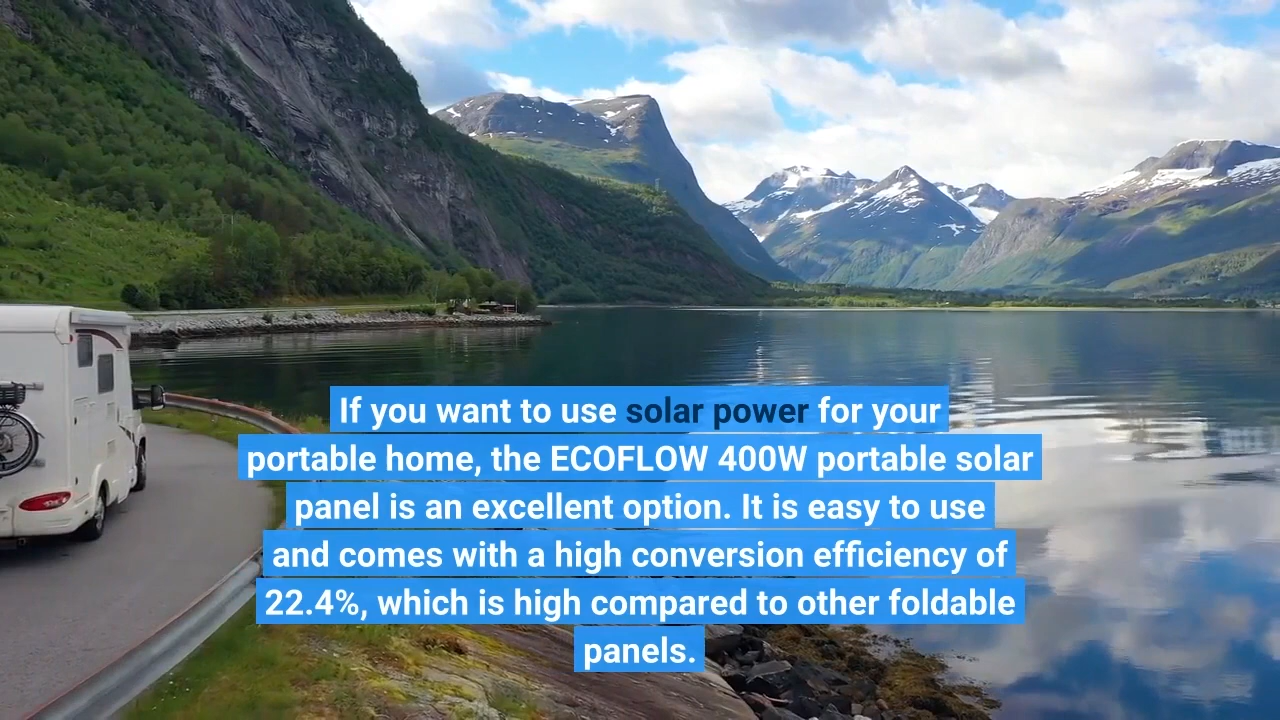 If you want to use solar power for your
portable home, the ECOFLOW 400W portable solar
panel is an excellent option. It is easy to use
and comes with a high conversion efficiency of
22.4%, which is high compared to other foldable
panels.